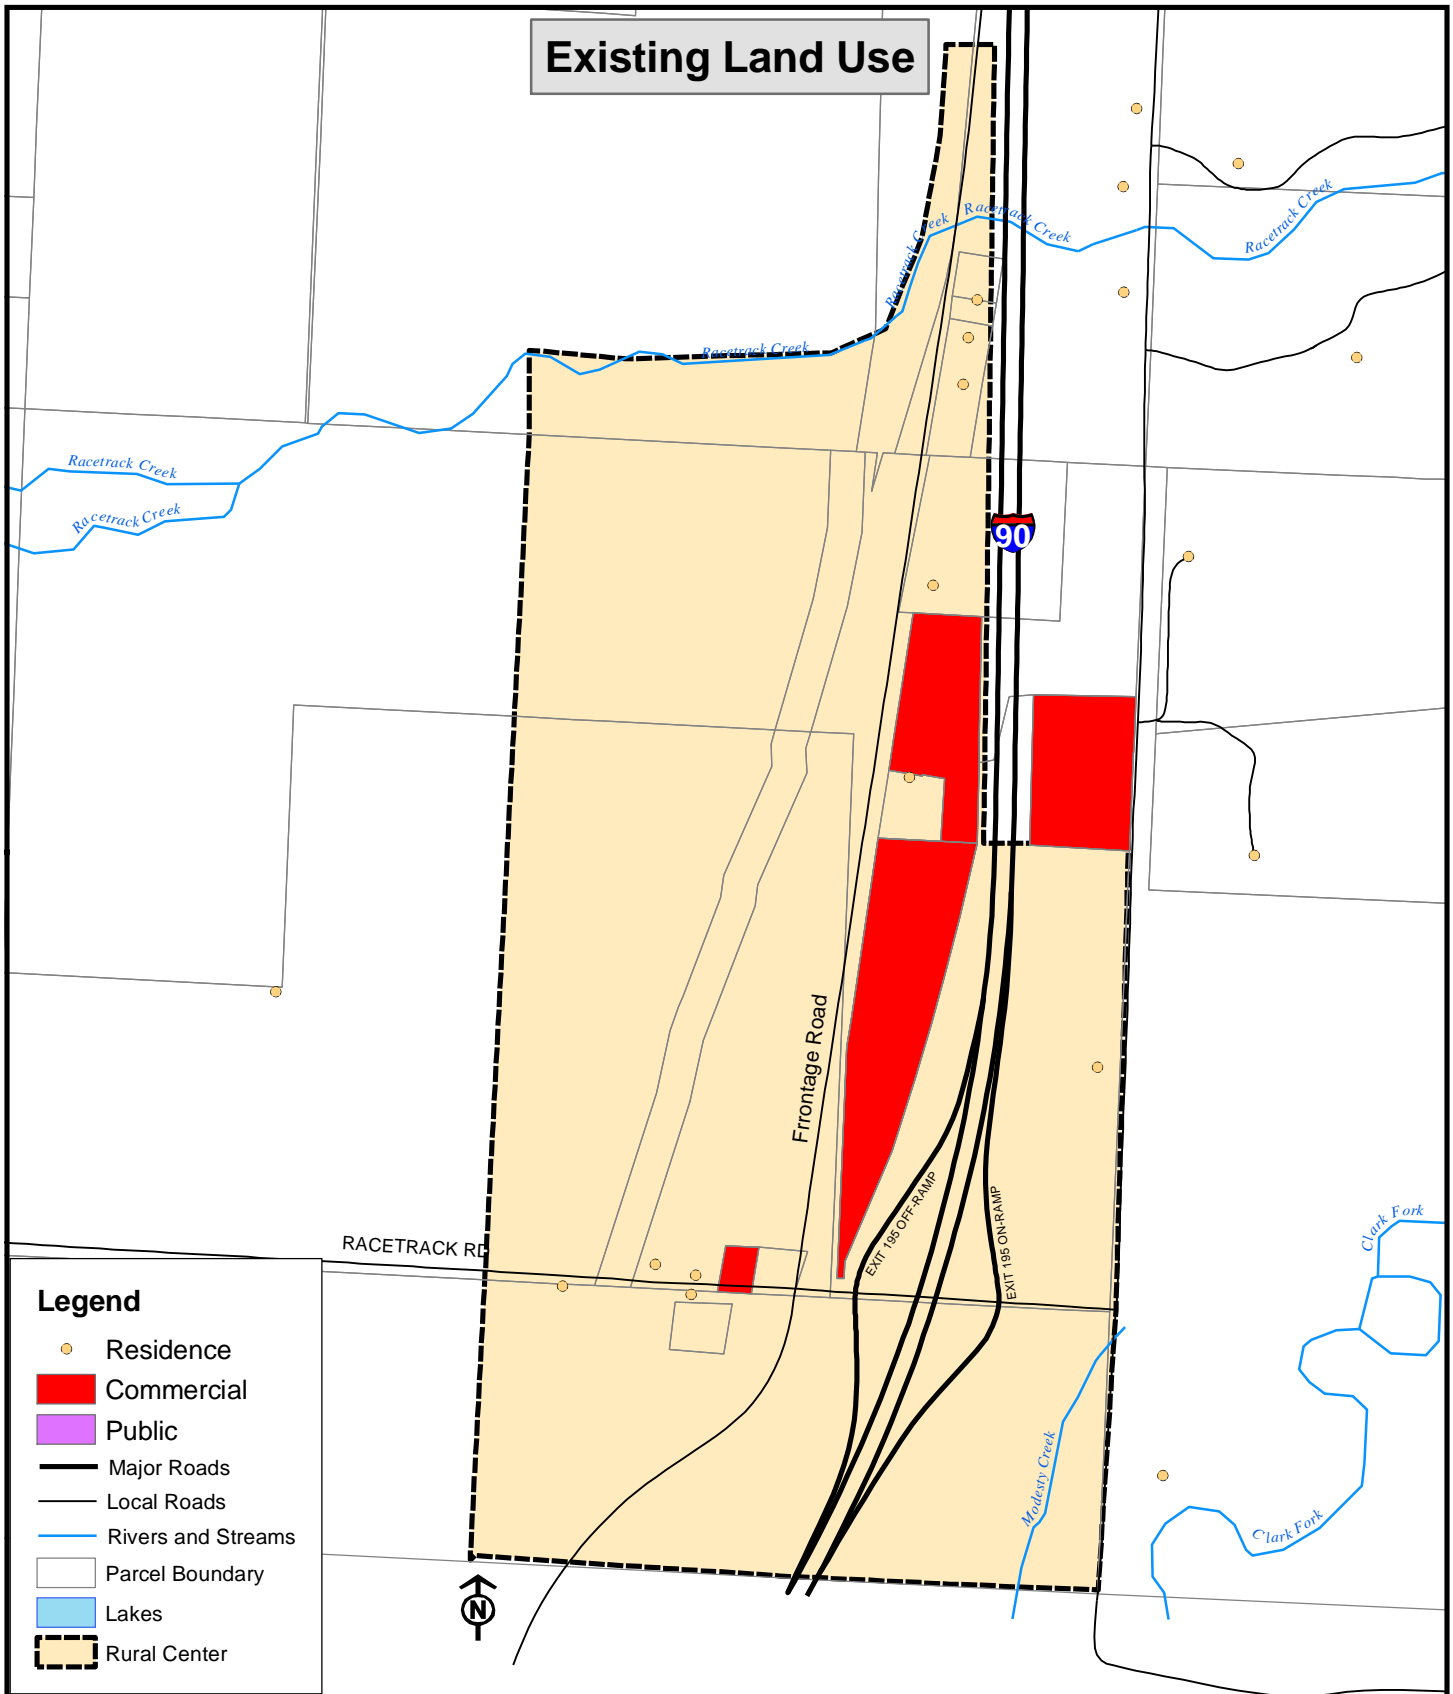 Existing Land Use
Racetrack Creek
Racetrack Creek
Racetrack Creek
Racetrack Creek
Racetrack Creek
Racetrack Creek
90
Frrontage Road
EXIT 195 OFF-RAMP
EXIT 195 ON-RAMP
RACETRACK RD
Clark Fork
Modesty Creek
Clark Fork
N
Legend
Residence
Commercial
Public
Major Roads
Local Roads
Rivers and Streams
Parcel Boundary
Lakes
Rural Center